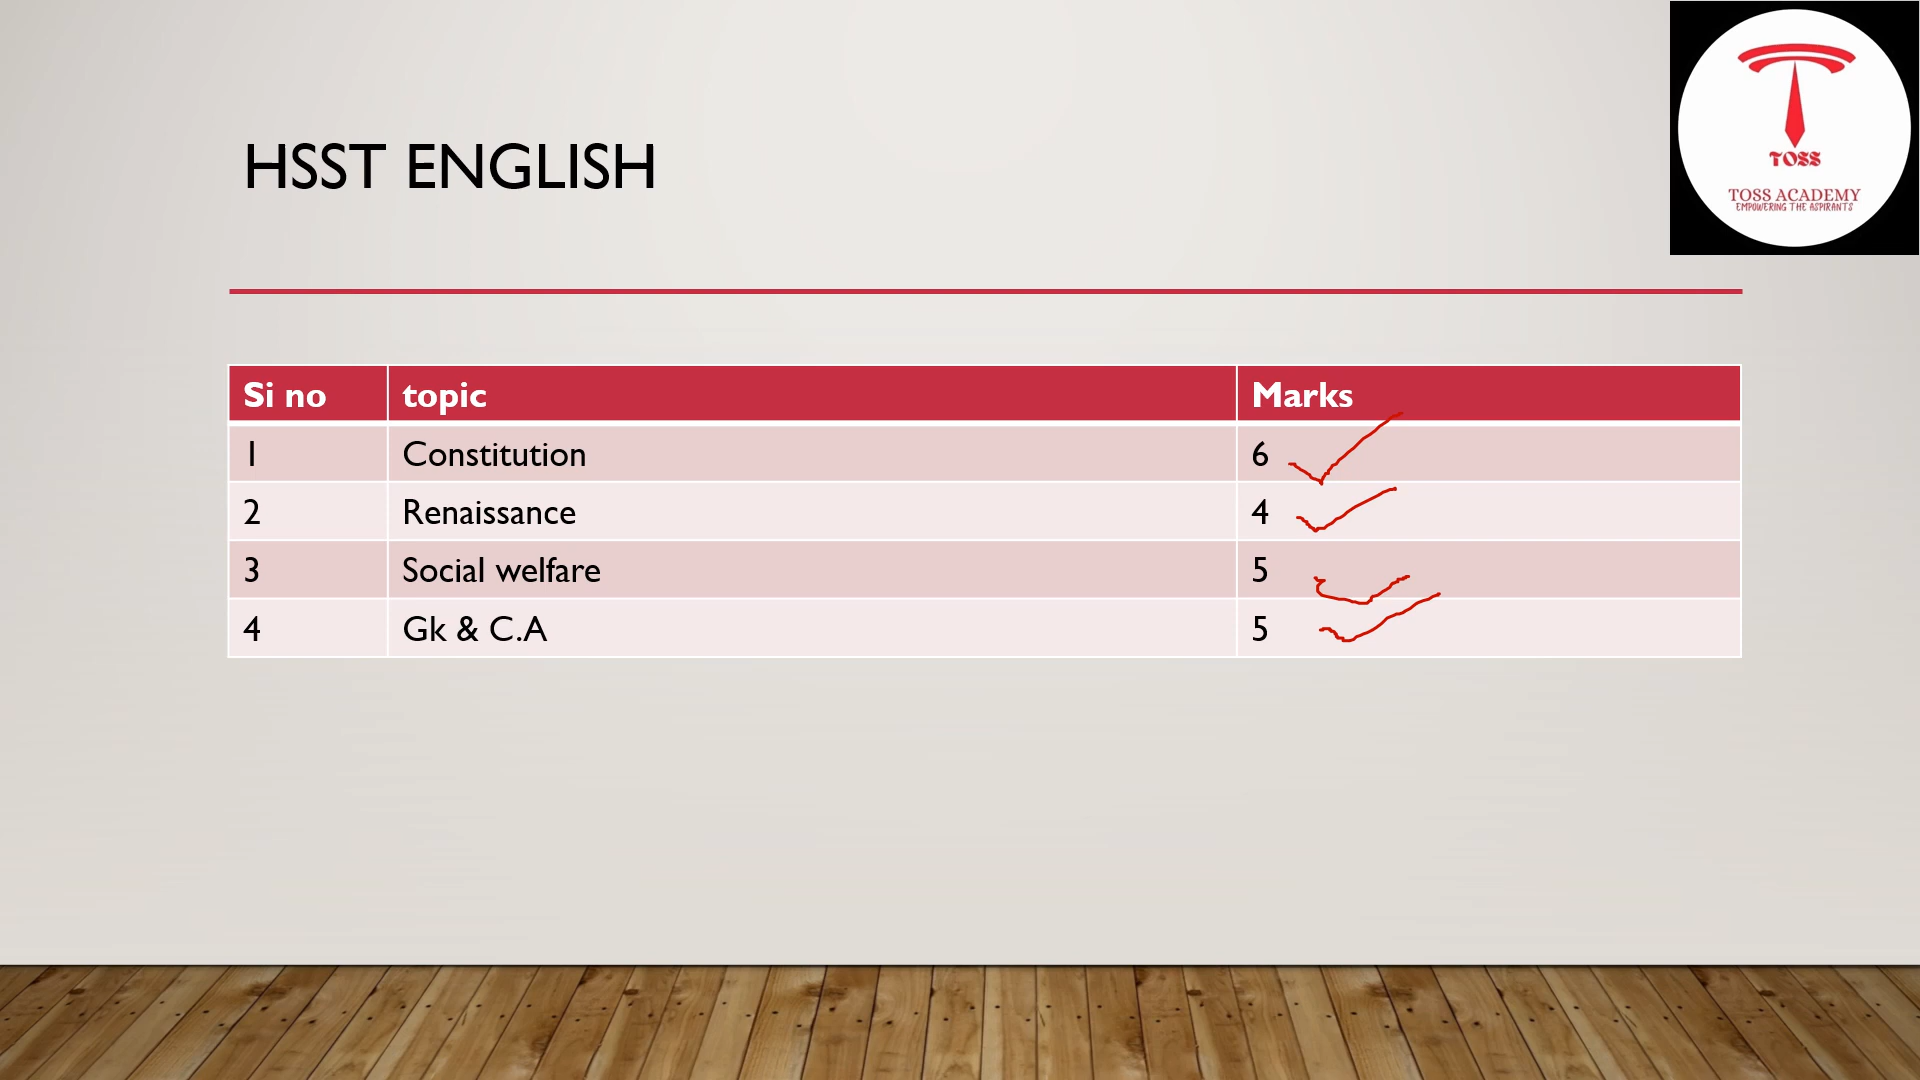 HSST ENGLISH
TOSS
TOSS ACADEMY
EMPOWERING THE ASPIRANTS
Si no topic Marks
1 Constitution 6
2 Renaissance 4
3 Social welfare 5
4 Gk & C.A 5